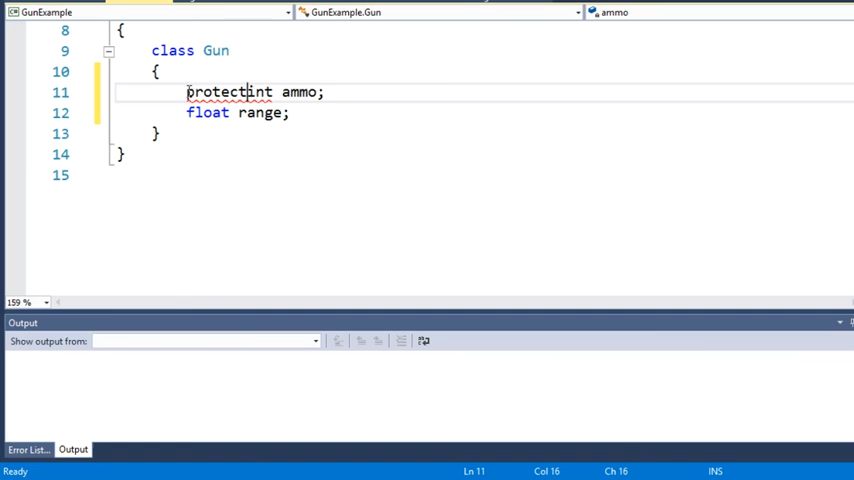 GunExample GunExample.Gun ammo
8 {
9 class Gun
10 {
11 protectint ammo;
12 float range;
13 }
14 }
15
159 %
Output
Show output from:
Error List... Output
Ready Ln 11 Col 16 Ch 16 INS